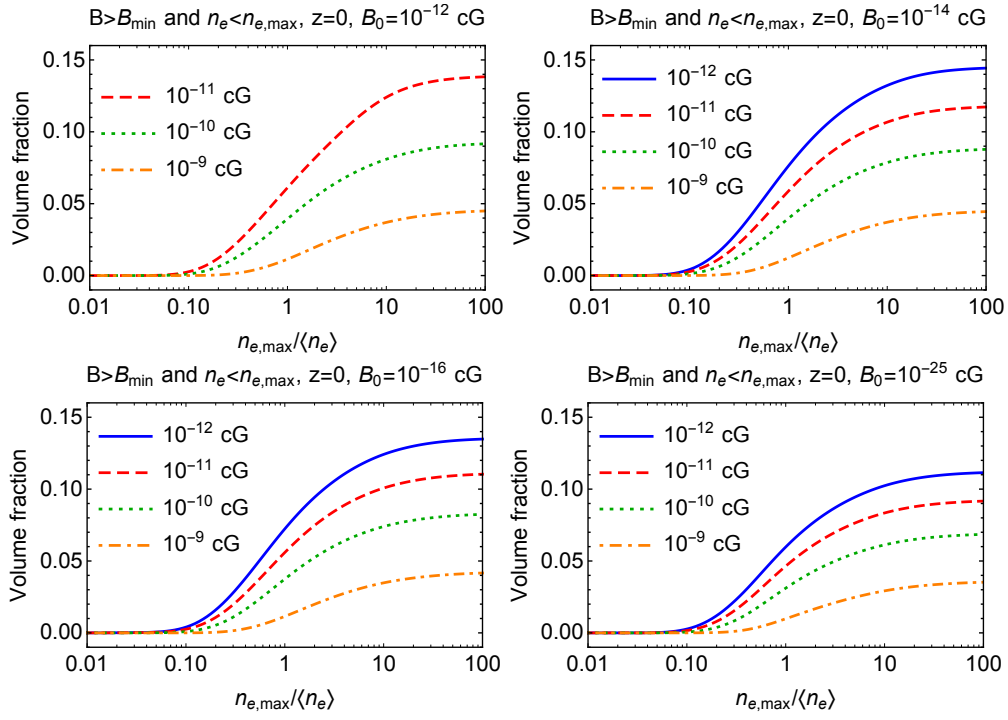 B>B_min and n_e<n_e,max, z=0, B_0=10^−12 cG
Volume fraction
0.15
0.10
0.05
0.00
10^−11 cG
10^−10 cG
10^−9 cG
0.01 0.10 1 10 100
n_e,max/⟨n_e⟩
B>B_min and n_e<n_e,max, z=0, B_0=10^−14 cG
Volume fraction
0.15
0.10
0.05
0.00
10^−12 cG
10^−11 cG
10^−10 cG
10^−9 cG
0.01 0.10 1 10 100
n_e,max/⟨n_e⟩
B>B_min and n_e<n_e,max, z=0, B_0=10^−16 cG
Volume fraction
0.15
0.10
0.05
0.00
10^−12 cG
10^−11 cG
10^−10 cG
10^−9 cG
0.01 0.10 1 10 100
n_e,max/⟨n_e⟩
B>B_min and n_e<n_e,max, z=0, B_0=10^−25 cG
Volume fraction
0.15
0.10
0.05
0.00
10^−12 cG
10^−11 cG
10^−10 cG
10^−9 cG
0.01 0.10 1 10 100
n_e,max/⟨n_e⟩